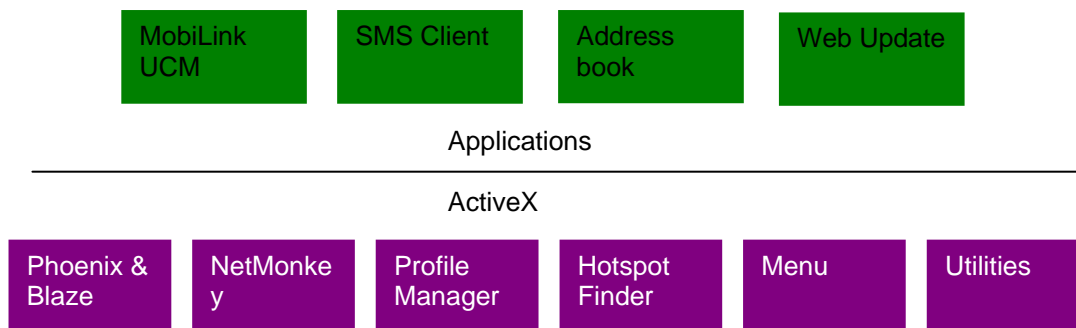 MobiLink
UCM
SMS Client
Address
book
Web Update
Applications
ActiveX
Phoenix &
Blaze
NetMonke
y
Profile
Manager
Hotspot
Finder
Menu
Utilities